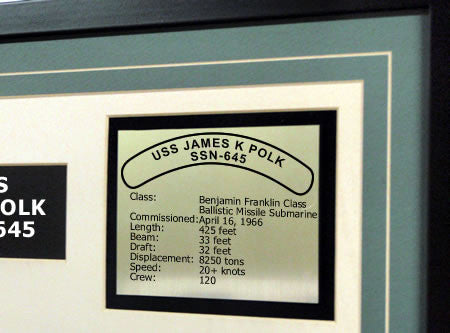 USS JAMES K POLK
SSN-645
Class: Benjamin Franklin Class
Ballistic Missile Submarine
Commissioned: April 16, 1966
Length: 425 feet
Beam: 33 feet
Draft: 32 feet
Displacement: 8250 tons
Speed: 20+ knots
Crew: 120
S
OLK
645